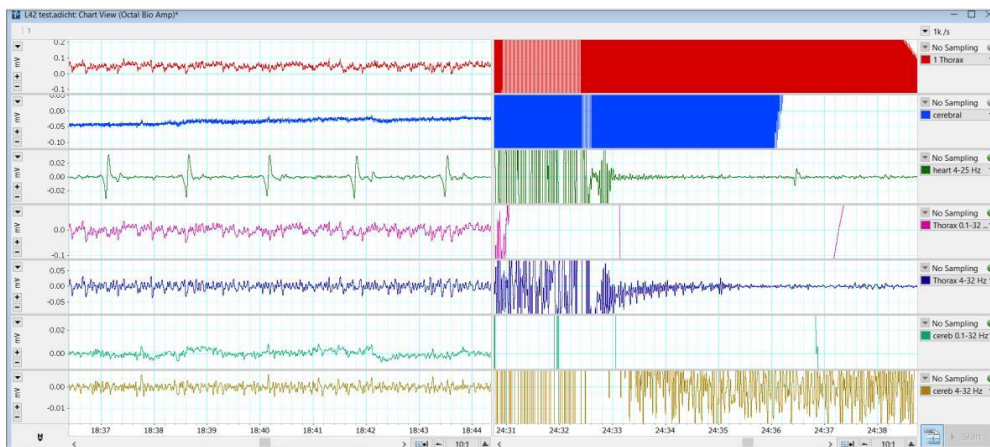 L42 test.adicht: Chart View (Octal Bio Amp)*
1
1k /s
mV
0.2
0.1
0.0
-0.1
No Sampling
1 Thorax
mV
0.05
0.00
-0.05
-0.10
No Sampling
cerebral
mV
0.02
0.00
-0.02
No Sampling
heart 4-25 Hz
mV
0.0
-0.1
No Sampling
Thorax 0.1-32 ...
mV
0.05
0.00
-0.05
No Sampling
Thorax 4-32 Hz
mV
0.02
0.00
No Sampling
cereb 0.1-32 Hz
mV
0.00
-0.01
No Sampling
cereb 4-32 Hz
18:37 18:38 18:39 18:40 18:41 18:42 18:43 18:44 24:31 24:32 24:33 24:34 24:35 24:36 24:37 24:38
10:1 10:1 Start